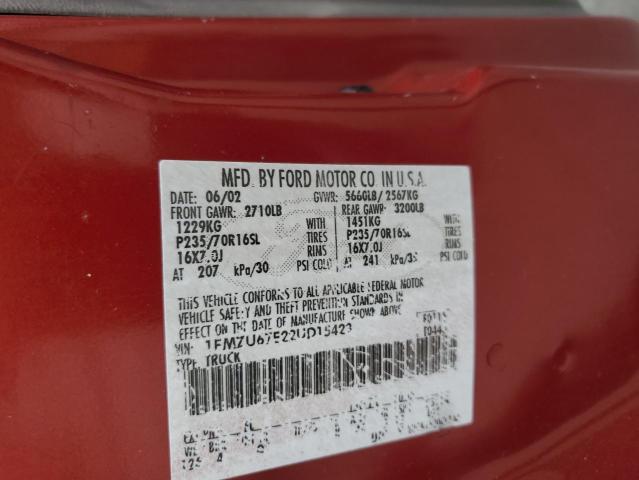 MFD. BY FORD MOTOR CO. IN U.S.A.
DATE: 06/02 GVWR: 5660LB/2567KG
FRONT GAWR: 2710LB REAR GAWR: 3200LB
1229KG WITH 1451KG WITH
P235/70R16SL TIRES P235/70R16SL TIRES
16X7.0J RIMS 16X7.0J RIMS
AT 207 kPa/30 PSI COLD AT 241 kPa/35 PSI COLD
THIS VEHICLE CONFORMS TO ALL APPLICABLE FEDERAL MOTOR
VEHICLE SAFETY AND THEFT PREVENTION STANDARDS IN
EFFECT ON THE DATE OF MANUFACTURE SHOWN ABOVE
VIN: 1FMZU67E22UD15423
TYPE TRUCK